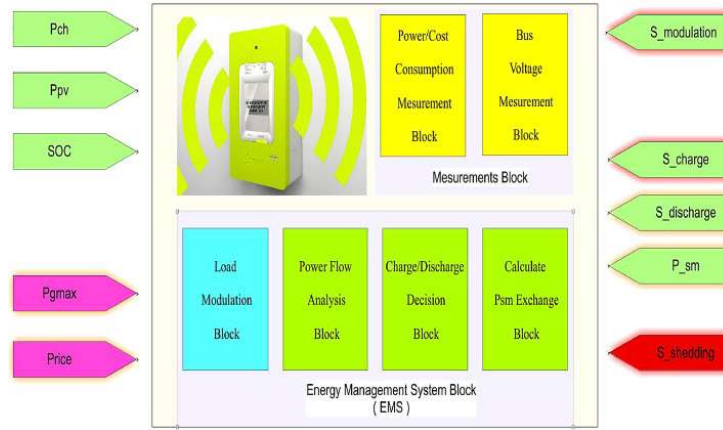 Pch
Ppv
SOC
Pgmax
Price
Power/Cost
Consumption
Mesurement
Block
Bus
Voltage
Mesurement
Block
Mesurements Block
Load
Modulation
Block
Power Flow
Analysis
Block
Charge/Discharge
Decision
Block
Calculate
Psm Exchange
Block
Energy Management System Block
( EMS )
S_modulation
S_charge
S_discharge
P_sm
S_shedding